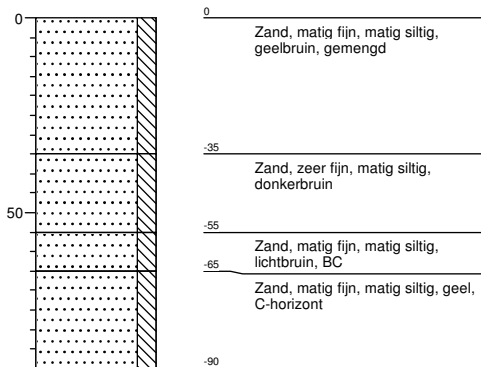 0
0
Zand, matig fijn, matig siltig,
geelbruin, gemengd
-35
Zand, zeer fijn, matig siltig,
donkerbruin
50
-55
Zand, matig fijn, matig siltig,
lichtbruin, BC
-65
Zand, matig fijn, matig siltig, geel,
C-horizont
-90